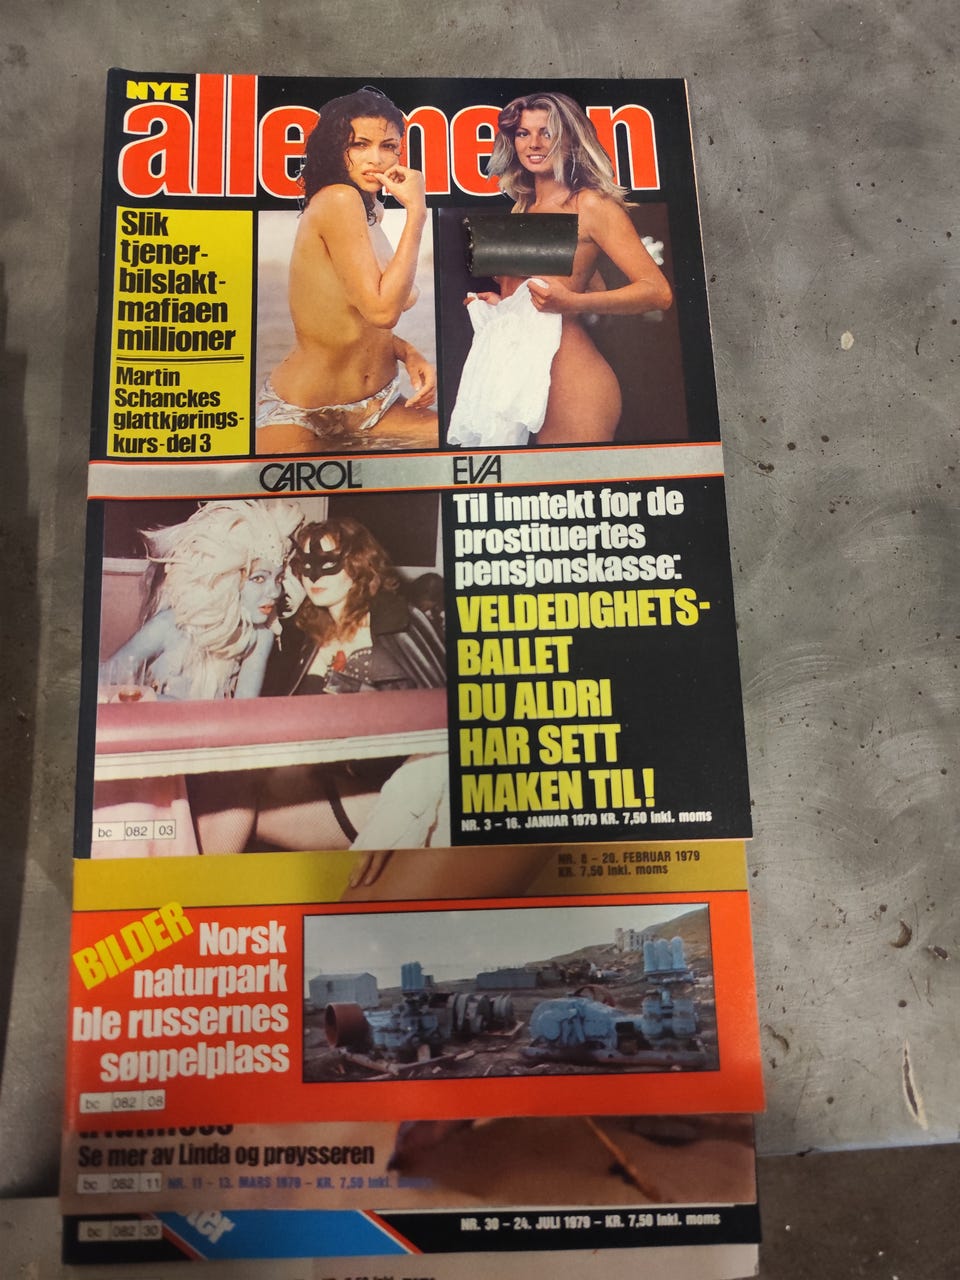 NYE
alle menn
Slik
tjener-
bilslakt-
mafiaen
millioner
Martin
Schanckes
glattkjørings-
kurs-del 3
CAROL
EVA
Til inntekt for de
prostituertes
pensjonskasse:
VELDEDIGHETS-
BALLET
DU ALDRI
HAR SETT
MAKEN TIL!
NR. 3 – 16. JANUAR 1979 KR. 7,50 inkl. moms
bc 082 03
NR. 8 – 20. FEBRUAR 1979
KR. 7,50 inkl. moms
BILDER
Norsk
naturpark
ble russernes
søppelplass
bc 082 08
Se mer av Linda og prøysseren
bc 082 11
NR. 11 – 13. MARS 1979 – KR. 7,50 inkl. moms
bc 082 30
NR. 30 – 24. JULI 1979 – KR. 7,50 inkl. moms